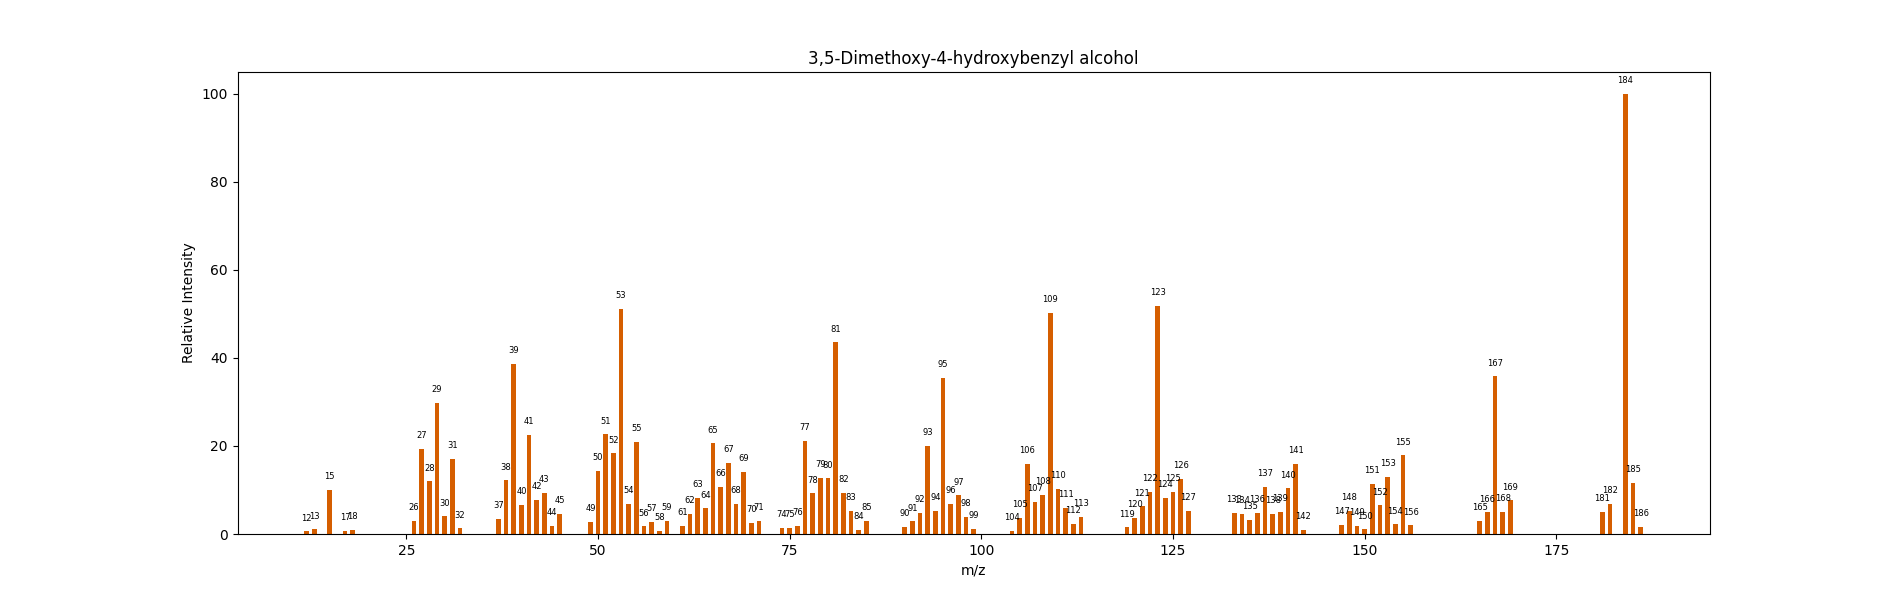 3,5-Dimethoxy-4-hydroxybenzyl alcohol
Relative Intensity
100
80
60
40
20
0
12 13 15 17 18 26 27 28 29 30 31 32 37 38 39 40 41 42 43 44 45 49 50 51 52 53 54 55 56 57 58 59 61 62 63 64 65 66 67 68 69 70 71 74 75 76 77 78 79 80 81 82 83 84 85 90 91 92 93 94 95 96 97 98 99 104 105 106 107 108 109 110 111 112 113 119 120 121 122 123 124 125 126 127 133 134 135 136 137 138 139 140 141 142 147 148 149 150 151 152 153 154 155 156 165 166 167 168 169 181 182 184 185 186
25 50 75 100 125 150 175
m/z